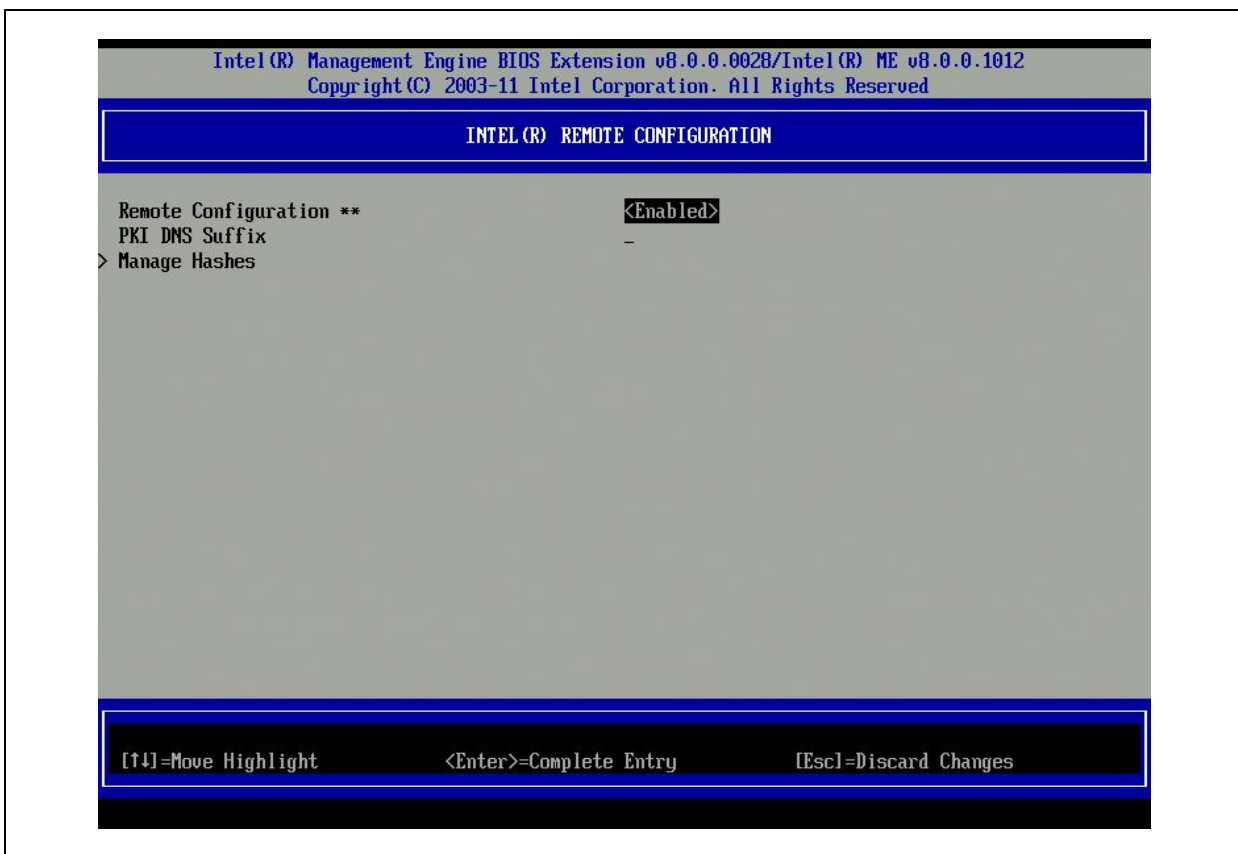 Intel(R) Management Engine BIOS Extension v8.0.0.0028/Intel(R) ME v8.0.0.1012
Copyright(C) 2003-11 Intel Corporation. All Rights Reserved
INTEL(R) REMOTE CONFIGURATION
Remote Configuration ** <Enabled>
PKI DNS Suffix _
> Manage Hashes
[↑↓]=Move Highlight <Enter>=Complete Entry [Esc]=Discard Changes